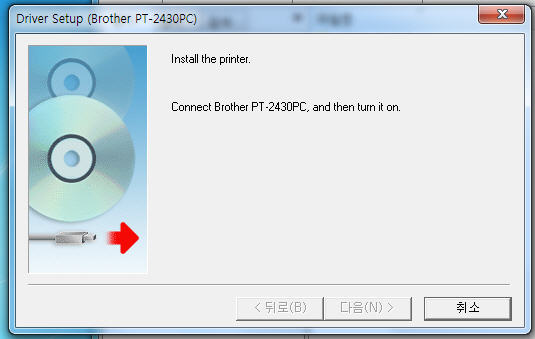 Driver Setup (Brother PT-2430PC)
Install the printer.
Connect Brother PT-2430PC, and then turn it on.
< 뒤로(B)
다음(N) >
취소